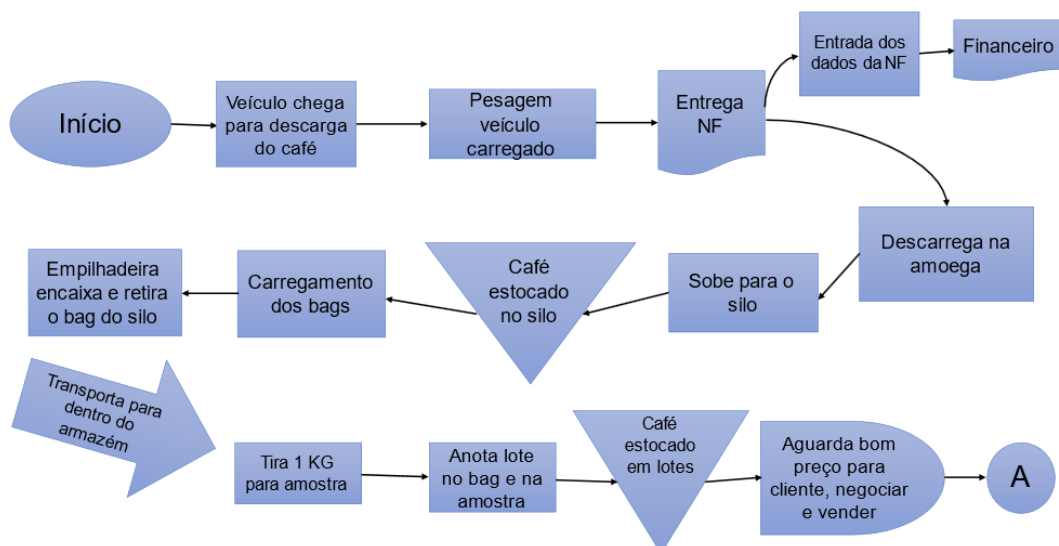 Início
Veículo chega
para descarga
do café
Pesagem
veículo
carregado
Entrega
NF
Entrada dos
dados da NF
Financeiro
Descarrega na
amoega
Sobe para o
silo
Café
estocado
no silo
Carregamento
dos bags
Empilhadeira
encaixa e retira
o bag do silo
Transporta para
dentro do
armazém
Tira 1 KG
para amostra
Anota lote
no bag e na
amostra
Café
estocado
em lotes
Aguarda bom
preço para
cliente, negociar
e vender
A